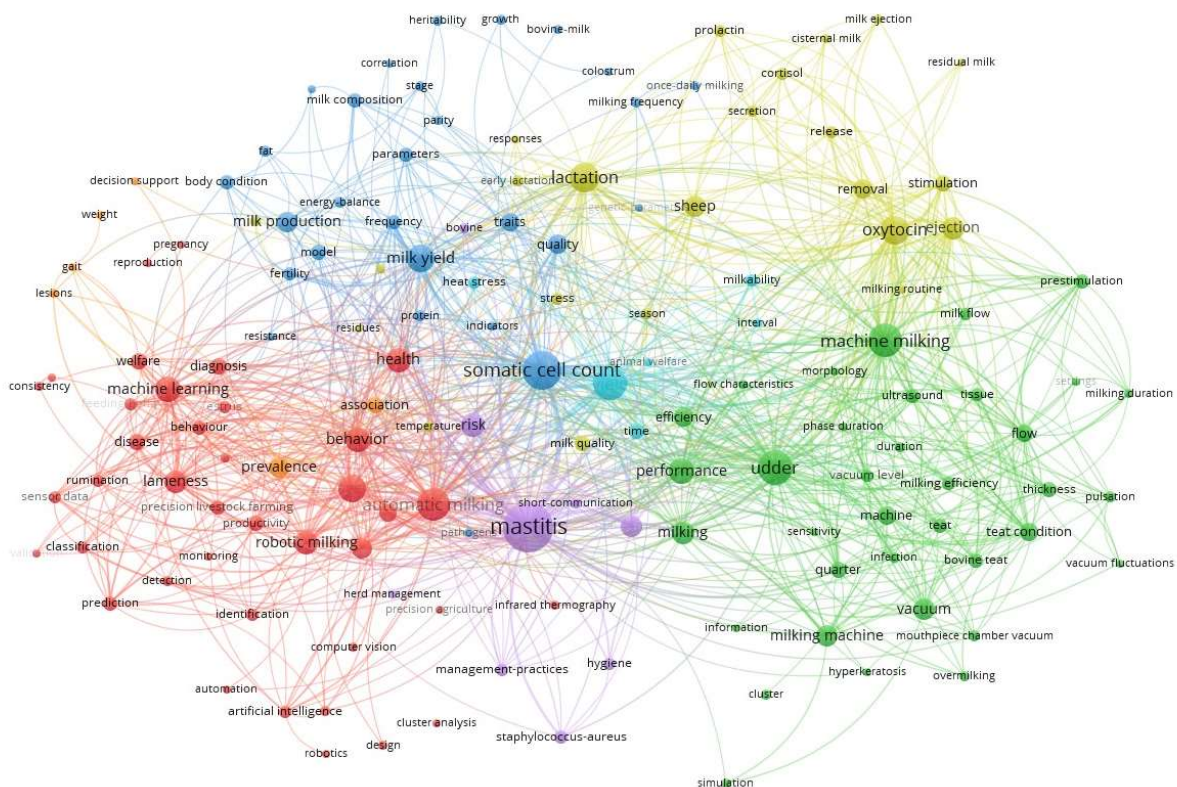 heritability
growth
bovine-milk
milk ejection
prolactin
cisternal milk
residual milk
correlation
colostrum
cortisol
stage
once-daily milking
milk composition
milking frequency
secretion
parity
release
responses
fat
parameters
decision support
body condition
early lactation
lactation
removal
stimulation
energy-balance
sheep
weight
milk production
frequency
bovine
traits
oxytocin
ejection
pregnancy
model
quality
reproduction
milk yield
gait
fertility
heat stress
milkability
prestimulation
milking routine
lesions
stress
season
milk flow
protein
indicators
interval
resistance
residues
machine milking
welfare
health
diagnosis
animal welfare
somatic cell count
morphology
consistency
machine learning
flow characteristics
settings
ultrasound
tissue
milking duration
association
efficiency
behaviour
temperature
risk
phase duration
time
flow
disease
behavior
milk quality
duration
prevalence
performance
udder
rumination
lameness
vacuum level
milking efficiency
thickness
sensor data
pulsation
precision livestock farming
automatic milking
short-communication
machine
productivity
mastitis
teat
sensitivity
pathogens
milking
teat condition
classification
robotic milking
monitoring
infection
bovine teat
vacuum fluctuations
detection
quarter
herd management
prediction
precision agriculture
infrared thermography
identification
vacuum
information
milking machine
mouthpiece chamber vacuum
computer vision
management-practices
hygiene
hyperkeratosis
overmilking
automation
cluster
artificial intelligence
cluster analysis
staphylococcus-aureus
robotics
design
simulation